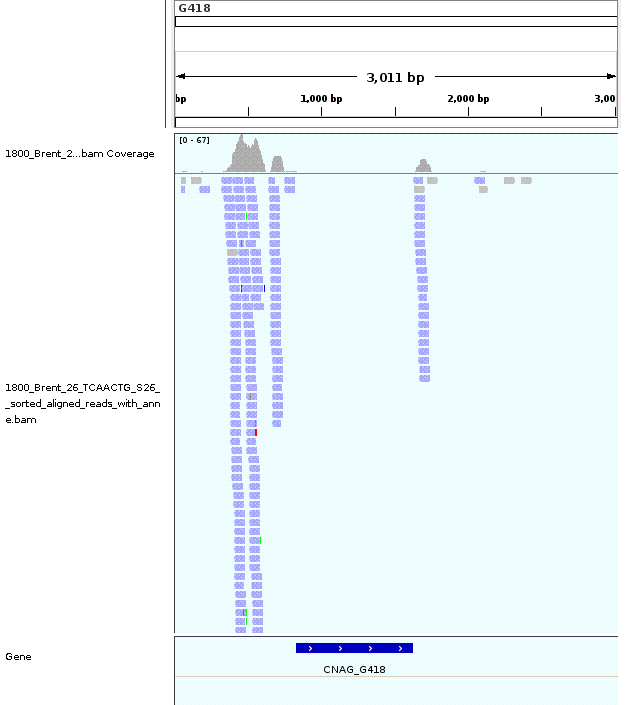 G418
3,011 bp
bp
1,000 bp
2,000 bp
3,00
[0 - 67]
1800_Brent_2...bam Coverage
1800_Brent_26_TCAACTG_S26_
_sorted_aligned_reads_with_ann
e.bam
Gene
CNAG_G418